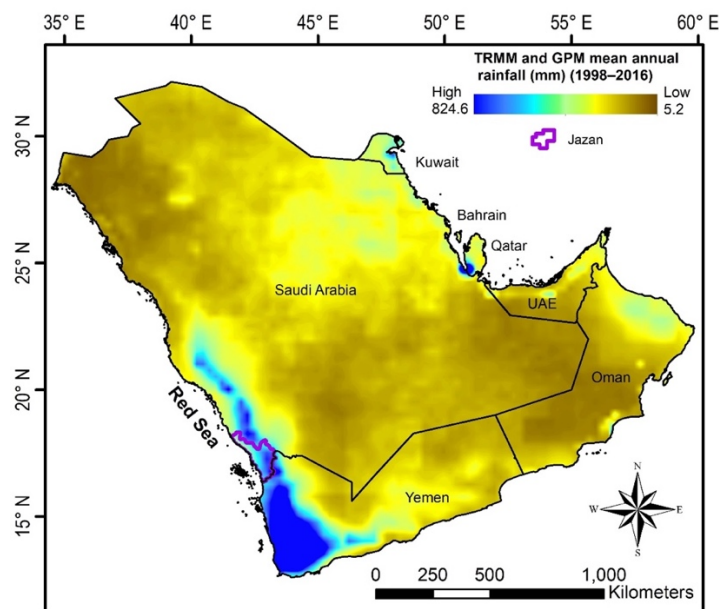 35° E 40° E 45° E 50° E 55° E 60° E
TRMM and GPM mean annual
rainfall (mm) (1998–2016)
High Low
824.6 5.2
Jazan
30° N
Kuwait
Bahrain
Qatar
25° N
Saudi Arabia
UAE
20° N
Oman
Red Sea
Yemen
15° N
N
W E
S
0 250 500 1,000
Kilometers